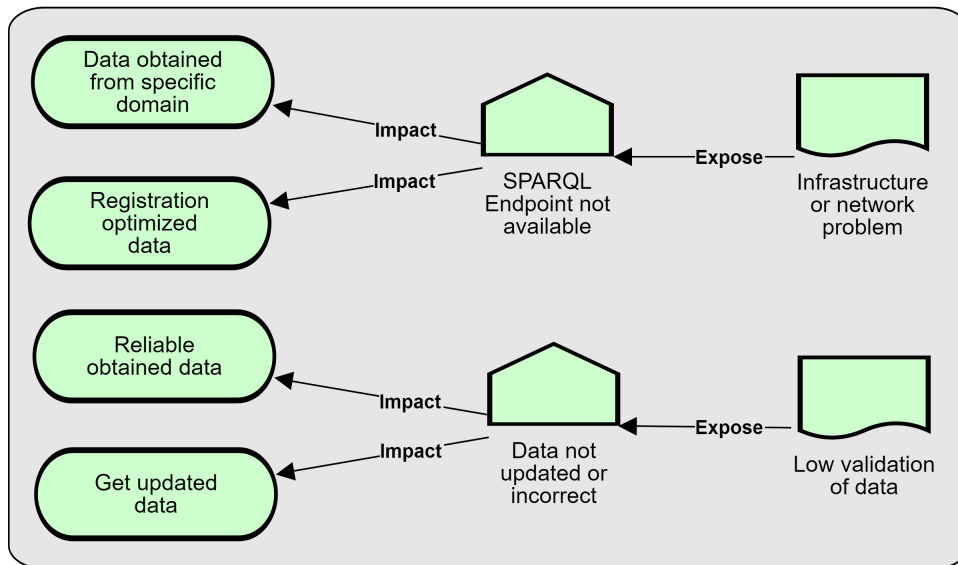 Data obtained
from specific
domain
Impact
Expose
Impact
SPARQL
Endpoint not
available
Infrastructure
or network
problem
Registration
optimized
data
Reliable
obtained data
Impact
Expose
Impact
Data not
updated or
incorrect
Low validation
of data
Get updated
data